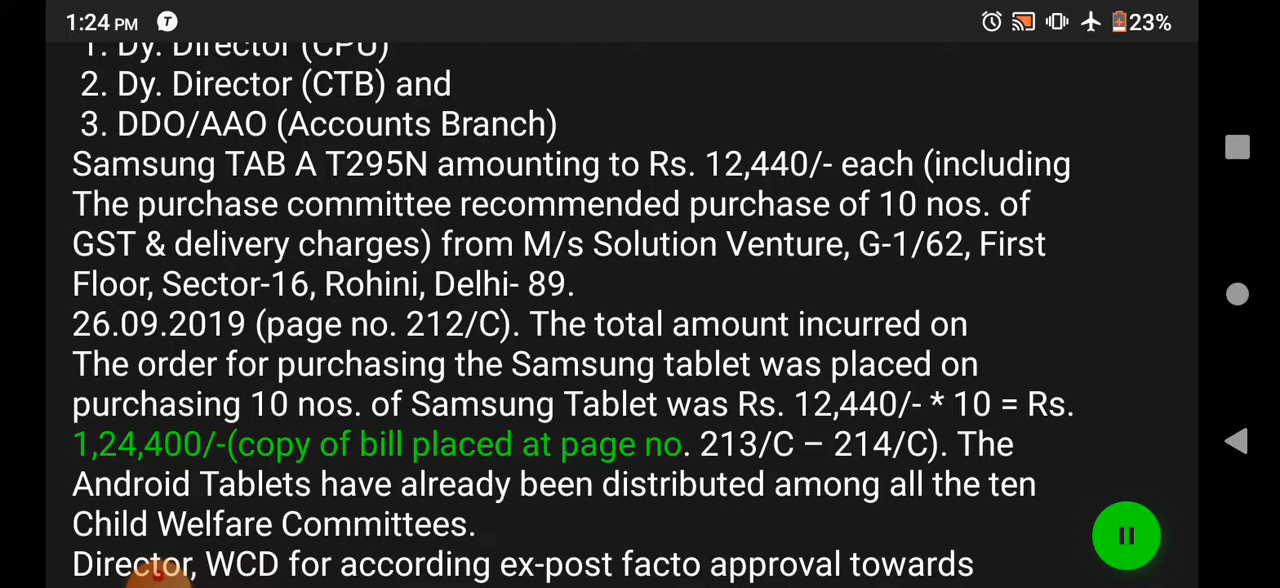 1:24 PM T 23%
1. Dy. Director (CPU)
2. Dy. Director (CTB) and
3. DDO/AAO (Accounts Branch)
Samsung TAB A T295N amounting to Rs. 12,440/- each (including
The purchase committee recommended purchase of 10 nos. of
GST & delivery charges) from M/s Solution Venture, G-1/62, First
Floor, Sector-16, Rohini, Delhi- 89.
26.09.2019 (page no. 212/C). The total amount incurred on
The order for purchasing the Samsung tablet was placed on
purchasing 10 nos. of Samsung Tablet was Rs. 12,440/- * 10 = Rs.
1,24,400/-(copy of bill placed at page no. 213/C – 214/C). The
Android Tablets have already been distributed among all the ten
Child Welfare Committees.
Director, WCD for according ex-post facto approval towards